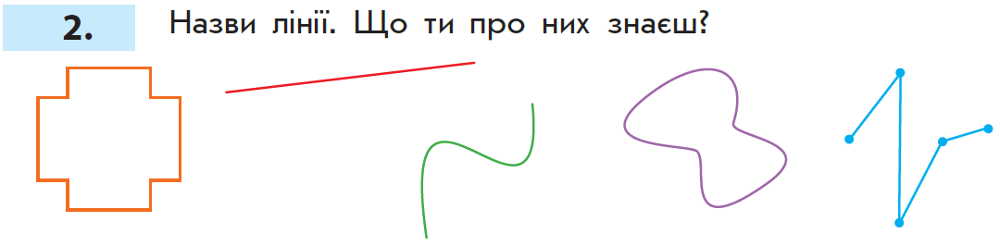 2. Назви лінії. Що ти про них знаєш?